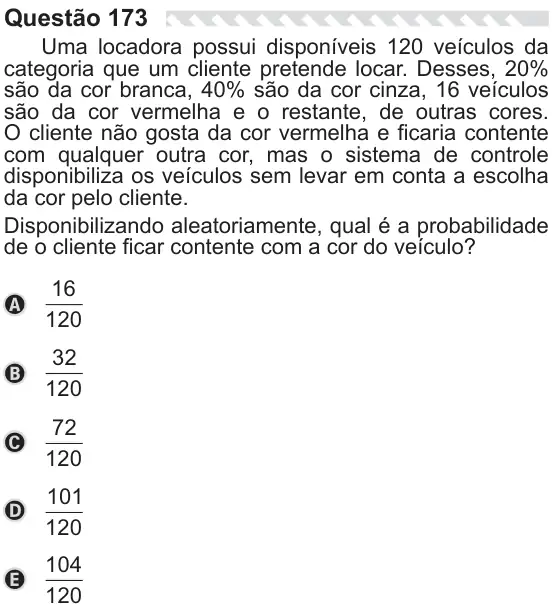 Questão 173
Uma locadora possui disponíveis 120 veículos da
categoria que um cliente pretende locar. Desses, 20%
são da cor branca, 40% são da cor cinza, 16 veículos
são da cor vermelha e o restante, de outras cores.
O cliente não gosta da cor vermelha e ficaria contente
com qualquer outra cor, mas o sistema de controle
disponibiliza os veículos sem levar em conta a escolha
da cor pelo cliente.
Disponibilizando aleatoriamente, qual é a probabilidade
de o cliente ficar contente com a cor do veículo?
A 16
120
B 32
120
C 72
120
D 101
120
E 104
120